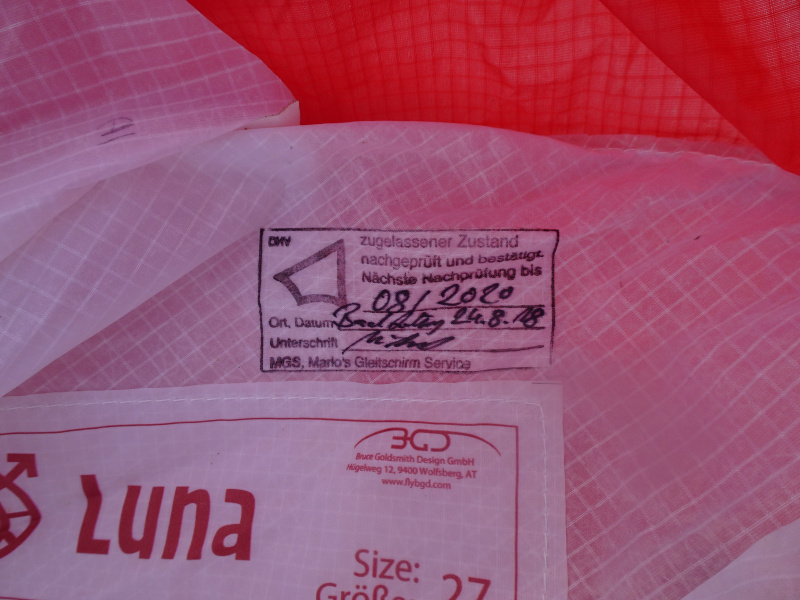 DHV
zugelassener Zustand
nachgeprüft und bestätigt.
Nächste Nachprüfung bis
08/2020
Ort, Datum 24.8.18
Unterschrift
MGS, Mario's Gleitschirm Service
BGD
Bruce Goldsmith Design GmbH
Hügelweg 12, 9400 Wolfsberg, AT
www.flybgd.com
Luna
Size:
Größe: 27